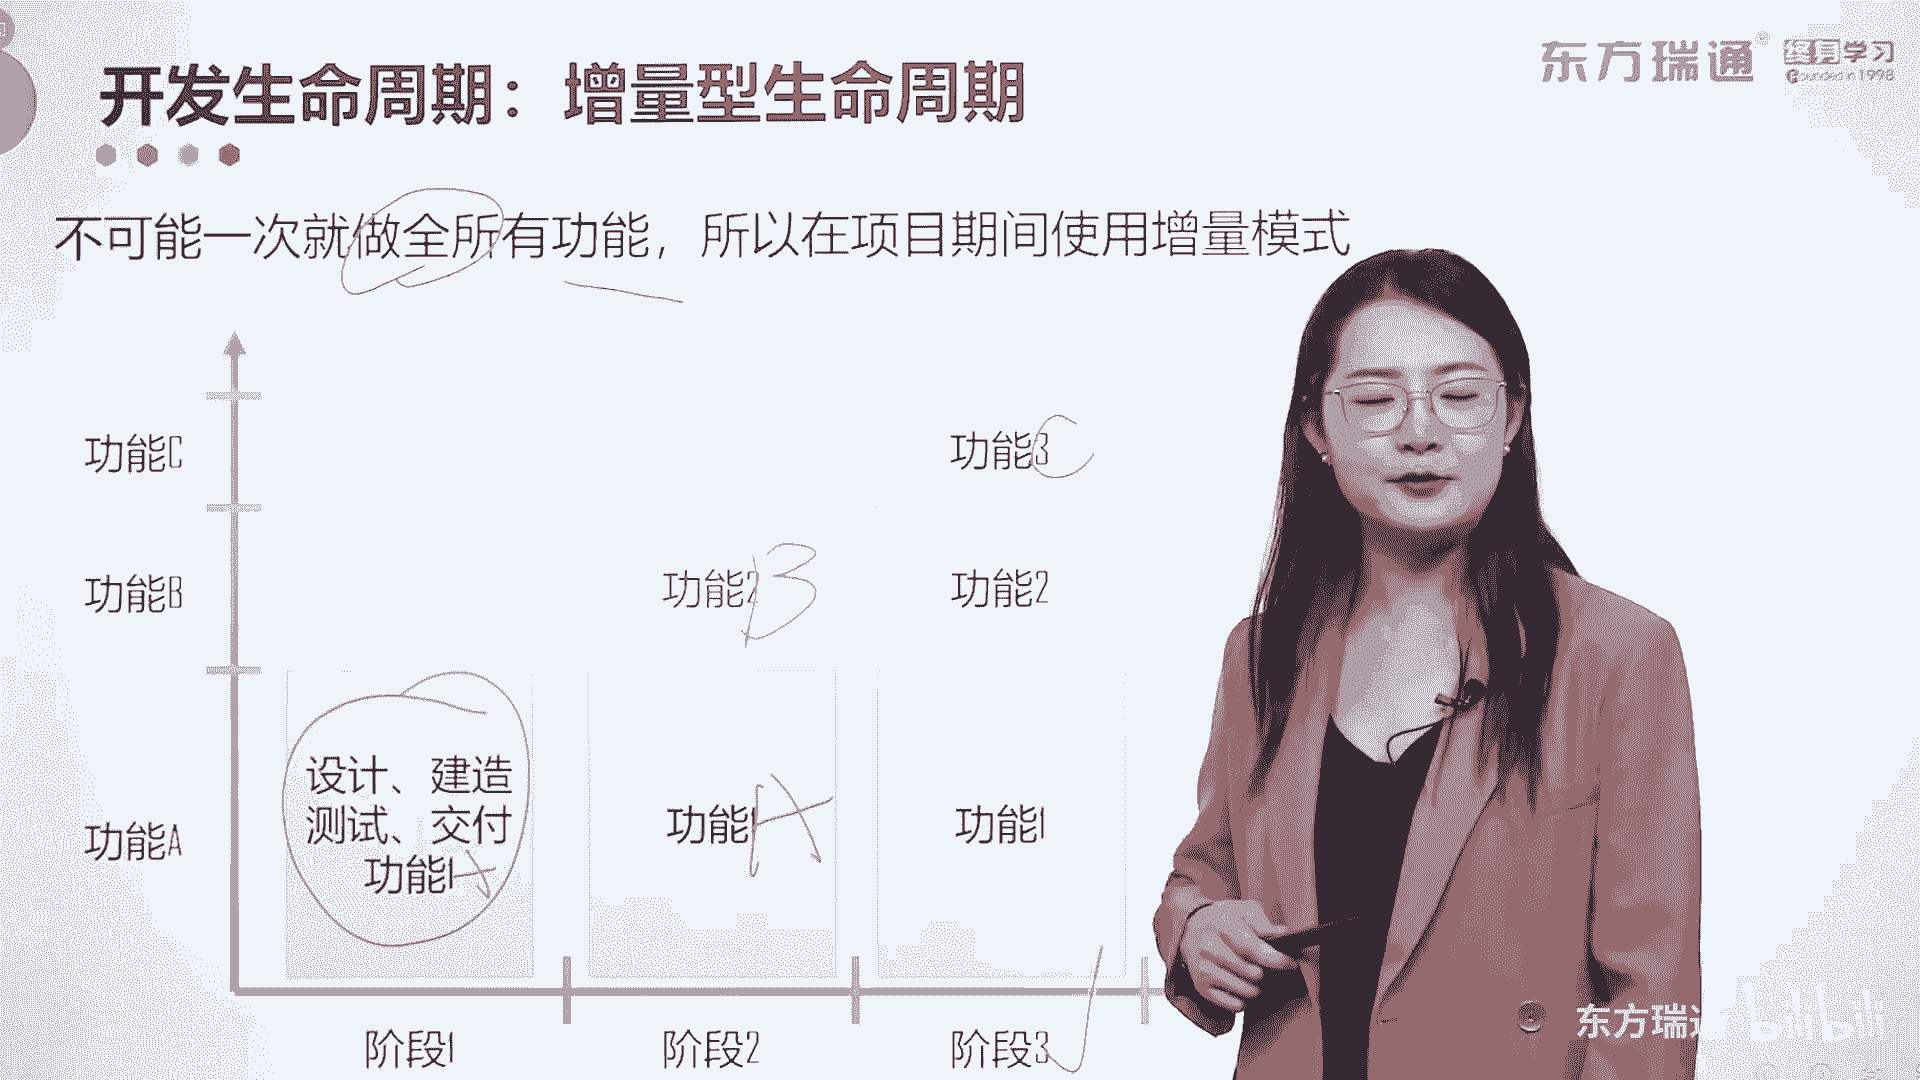 东方瑞通® 终身学习
Founded in 1998
开发生命周期：增量型生命周期
不可能一次就做全所有功能，所以在项目期间使用增量模式
功能C
功能3 C
功能B
功能2 B
功能2
设计、建造
测试、交付
功能1 A
功能A
功能1 A
功能1
阶段1
阶段2
阶段3
东方瑞通 bilibili